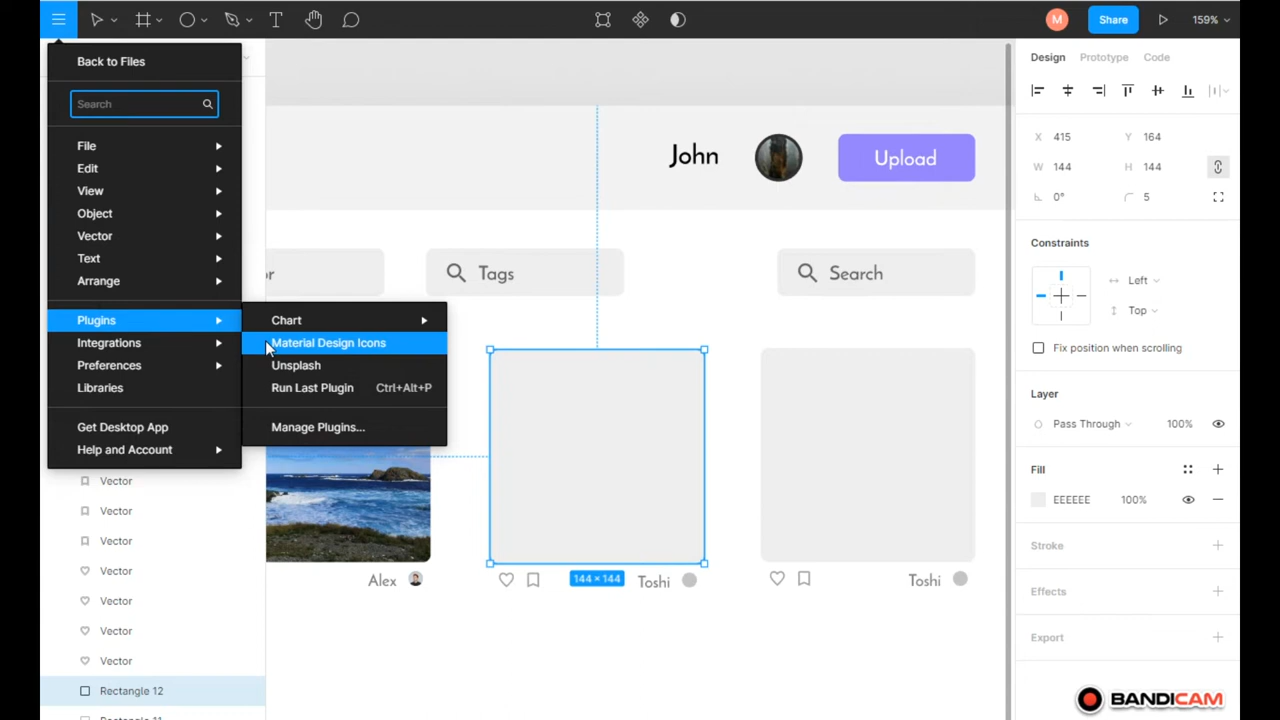 M
Share
159%
Back to Files
Search
File
Edit
View
Object
Vector
Text
Arrange
Plugins
Integrations
Preferences
Libraries
Get Desktop App
Help and Account
Chart
Material Design Icons
Unsplash
Run Last Plugin Ctrl+Alt+P
Manage Plugins...
Vector
Vector
Vector
Vector
Vector
Vector
Vector
Rectangle 12
Rectangle 11
John
Upload
or
Tags
Search
Alex
144 × 144
Toshi
Toshi
Design Prototype Code
X 415 Y 164
W 144 H 144
0° 5
Constraints
Left
Top
Fix position when scrolling
Layer
Pass Through 100%
Fill
EEEEEE 100%
Stroke
Effects
Export
BANDICAM